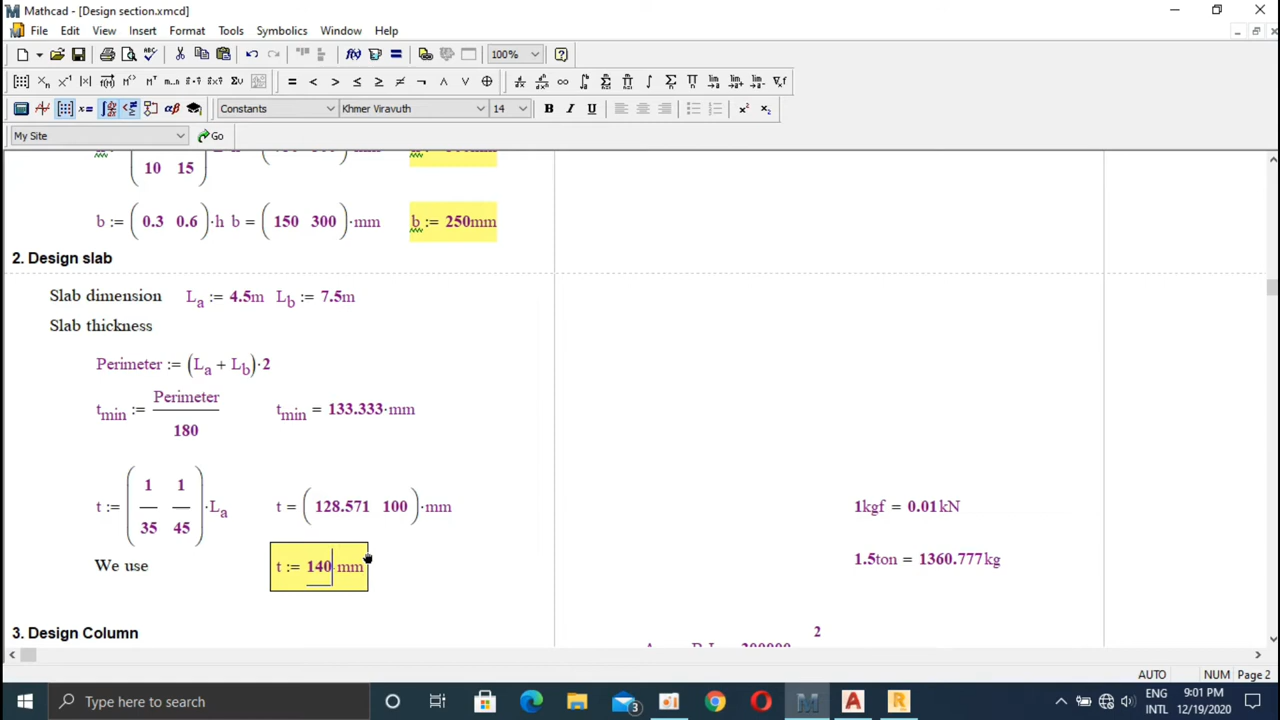 Mathcad - [Design section.xmcd]
File Edit View Insert Format Tools Symbolics Window Help
100%
Constants Khmer Viravuth 14 B I U
My Site Go
10 15
b := (0.3 0.6)·h b = (150 300)·mm b := 250mm
2. Design slab
Slab dimension La := 4.5m Lb := 7.5m
Slab thickness
Perimeter := (La + Lb)·2
tmin := Perimeter / 180 tmin = 133.333·mm
t := (1/35 1/45)·La t = (128.571 100)·mm 1kgf = 0.01kN
We use t := 140 mm 1.5ton = 1360.777kg
3. Design Column
2
AUTO NUM Page 2
Type here to search 3 ENG INTL 9:01 PM 12/19/2020